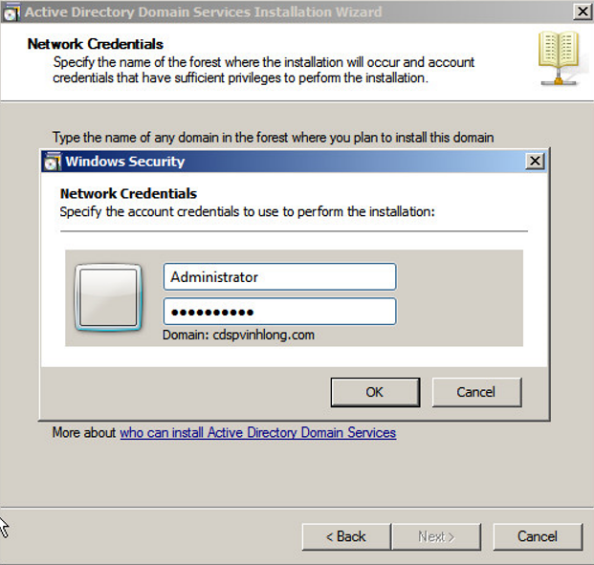 Active Directory Domain Services Installation Wizard
Network Credentials
Specify the name of the forest where the installation will occur and account
credentials that have sufficient privileges to perform the installation.
Type the name of any domain in the forest where you plan to install this domain
Windows Security
Network Credentials
Specify the account credentials to use to perform the installation:
Administrator
●●●●●●●●●●
Domain: cdspvinhlong.com
OK Cancel
More about who can install Active Directory Domain Services
< Back Next > Cancel